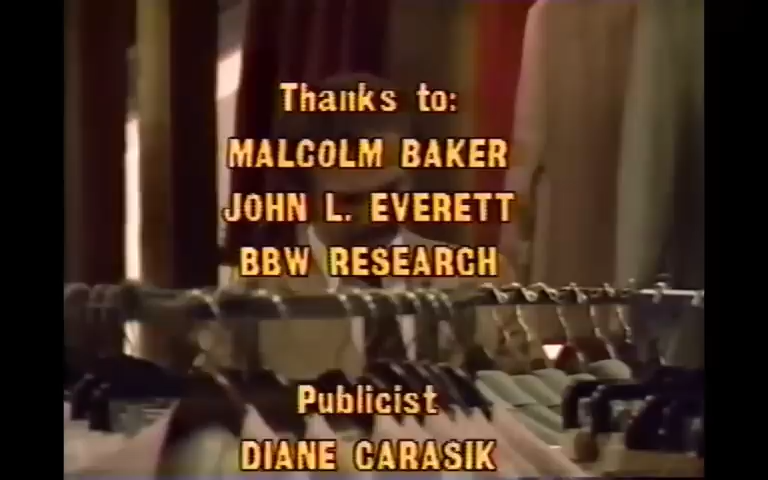 Thanks to:
MALCOLM BAKER
JOHN L. EVERETT
BBW RESEARCH
Publicist
DIANE CARASIK